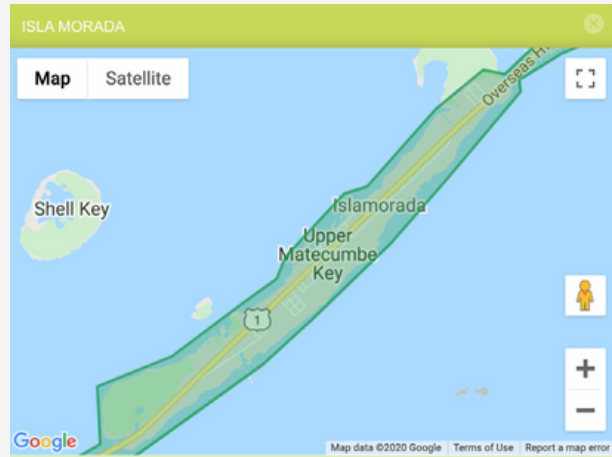 ISLA MORADA
Map Satellite
Overseas H
Shell Key
Islamorada
Upper
Matecumbe
Key
1
Google
Map data ©2020 Google Terms of Use Report a map error